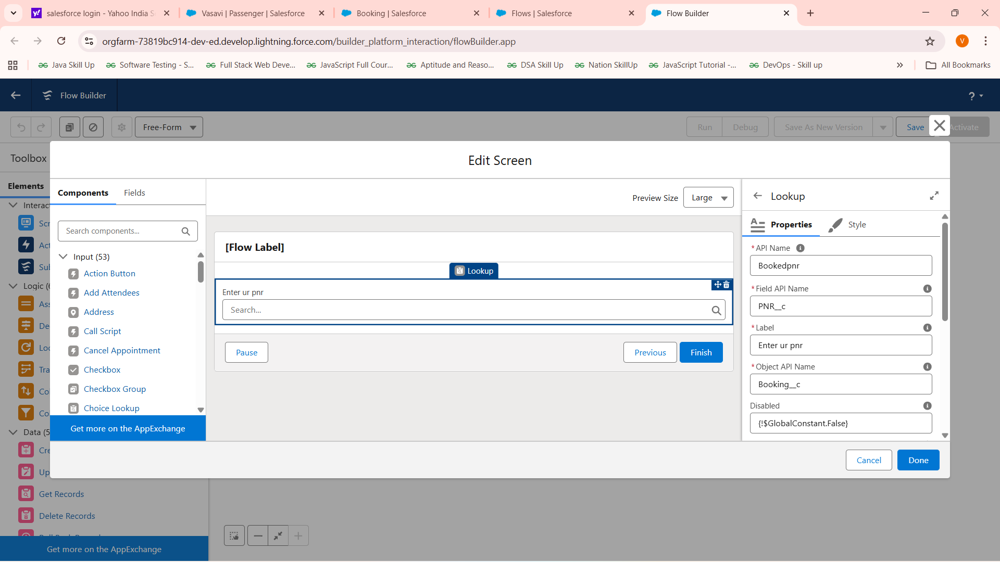 salesforce login - Yahoo India S
Vasavi | Passenger | Salesforce
Booking | Salesforce
Flows | Salesforce
Flow Builder
orgfarm-73819bc914-dev-ed.develop.lightning.force.com/builder_platform_interaction/flowBuilder.app
V
Java Skill Up
Software Testing - S...
Full Stack Web Deve...
JavaScript Full Cour...
Aptitude and Reaso...
DSA Skill Up
Nation SkillUp
JavaScript Tutorial -...
DevOps - Skill up
All Bookmarks
Flow Builder
?
Free-Form
Run
Debug
Save As New Version
Save
Activate
Toolbox
Elements
Interac
Scr
Act
Sub
Logic (6
Ass
De
Loo
Tra
Co
Co
Data (5
Cre
Up
Get Records
Delete Records
Get more on the AppExchange
Edit Screen
Components
Fields
Search components...
Input (53)
Action Button
Add Attendees
Address
Call Script
Cancel Appointment
Checkbox
Checkbox Group
Choice Lookup
Get more on the AppExchange
Preview Size
Large
[Flow Label]
Lookup
Enter ur pnr
Search...
Pause
Previous
Finish
Lookup
Properties
Style
*API Name
Bookedpnr
*Field API Name
PNR__c
*Label
Enter ur pnr
*Object API Name
Booking__c
Disabled
{!$GlobalConstant.False}
Cancel
Done